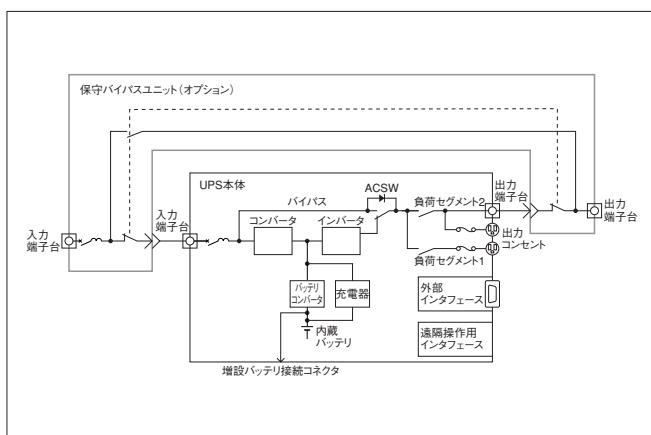 保守バイパスユニット（オプション）
UPS本体
バイパス
ACSW
負荷セグメント2
出力
端子台
出力
端子台
入力
端子台
入力
端子台
コンバータ
インバータ
出力
コンセント
負荷セグメント1
バッテリ
コンバータ
充電器
外部
インタフェース
内蔵
バッテリ
遠隔操作用
インタフェース
増設バッテリ接続コネクタ